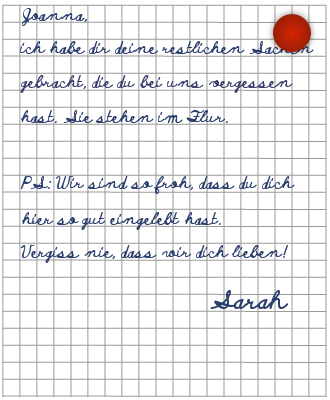 Joanna,
ich habe dir deine restlichen Sachen
gebracht, die du bei uns vergessen
hast. Sie stehen im Flur.
PS: Wir sind so froh, dass du dich
hier so gut eingelebt hast.
Vergiss nie, dass wir dich lieben!
Sarah